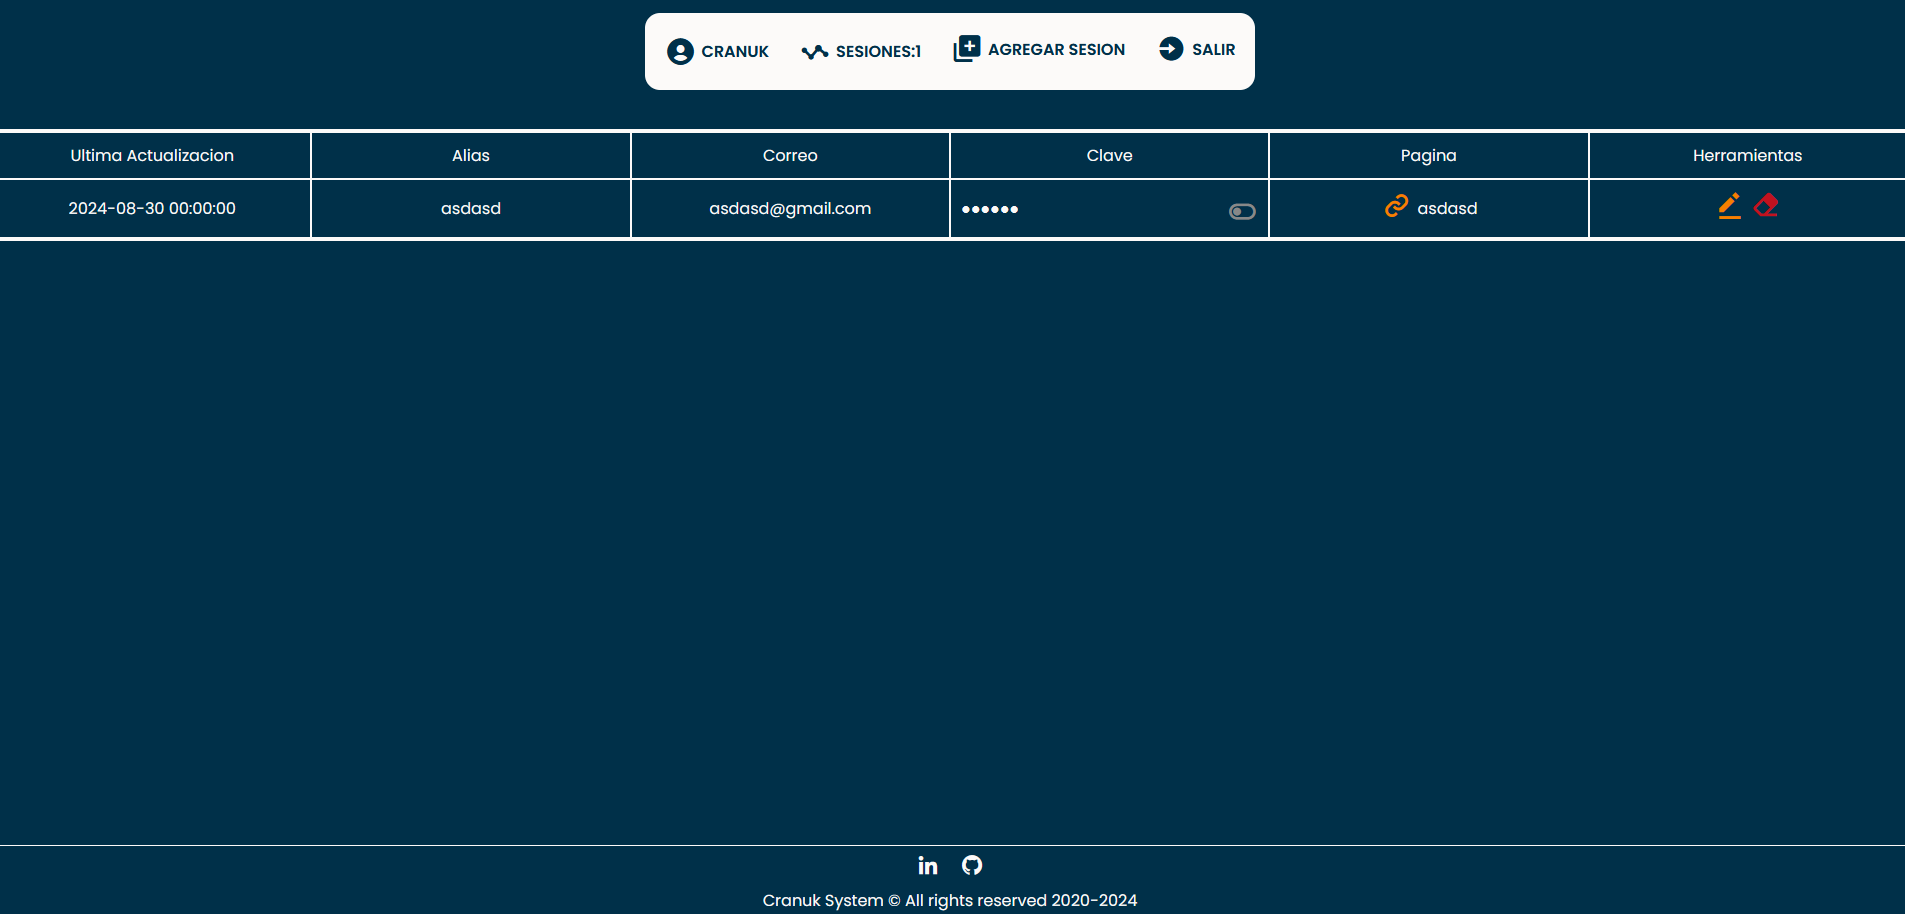 CRANUK SESIONES:1 AGREGAR SESION SALIR
Ultima Actualizacion Alias Correo Clave Pagina Herramientas
2024-08-30 00:00:00 asdasd asdasd@gmail.com •••••• asdasd
in
Cranuk System © All rights reserved 2020-2024